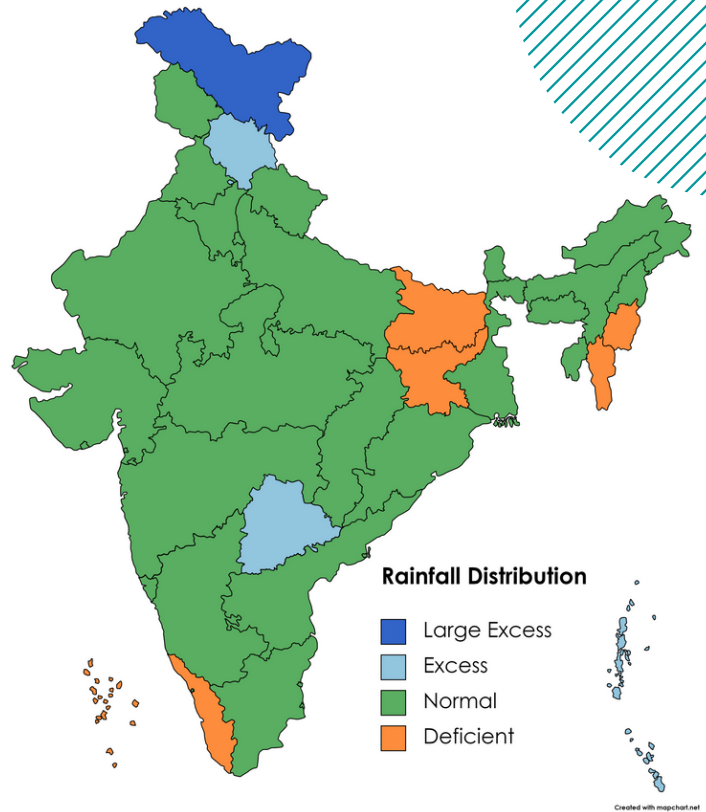 Rainfall Distribution
Large Excess
Excess
Normal
Deficient
Created with mapchart.net